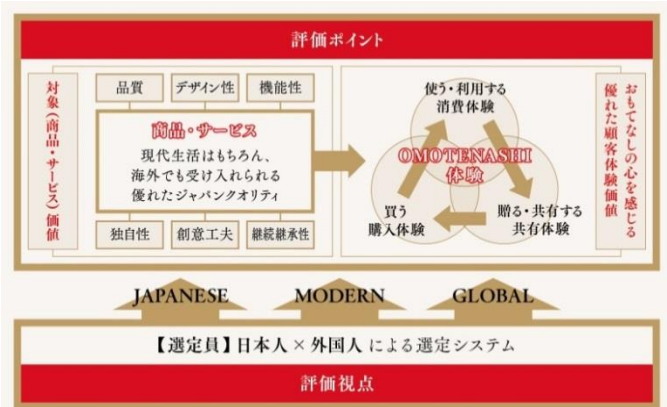 評価ポイント
対象(商品・サービス)価値
品質
デザイン性
機能性
商品・サービス
現代生活はもちろん、
海外でも受け入れられる
優れたジャパンクオリティ
独自性
創意工夫
継続継承性
使う・利用する
消費体験
OMOTENASHI
体験
買う
購入体験
贈る・共有する
共有体験
おもてなしの心を感じる
優れた顧客体験価値
JAPANESE
MODERN
GLOBAL
【選定員】日本人×外国人による選定システム
評価視点